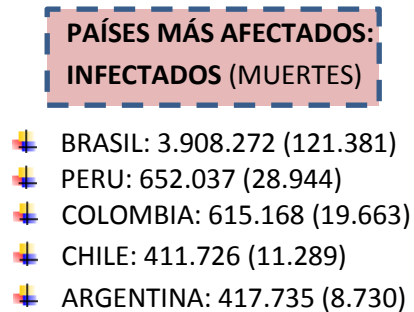 PAÍSES MÁS AFECTADOS:
INFECTADOS (MUERTES)
BRASIL: 3.908.272 (121.381)
PERU: 652.037 (28.944)
COLOMBIA: 615.168 (19.663)
CHILE: 411.726 (11.289)
ARGENTINA: 417.735 (8.730)